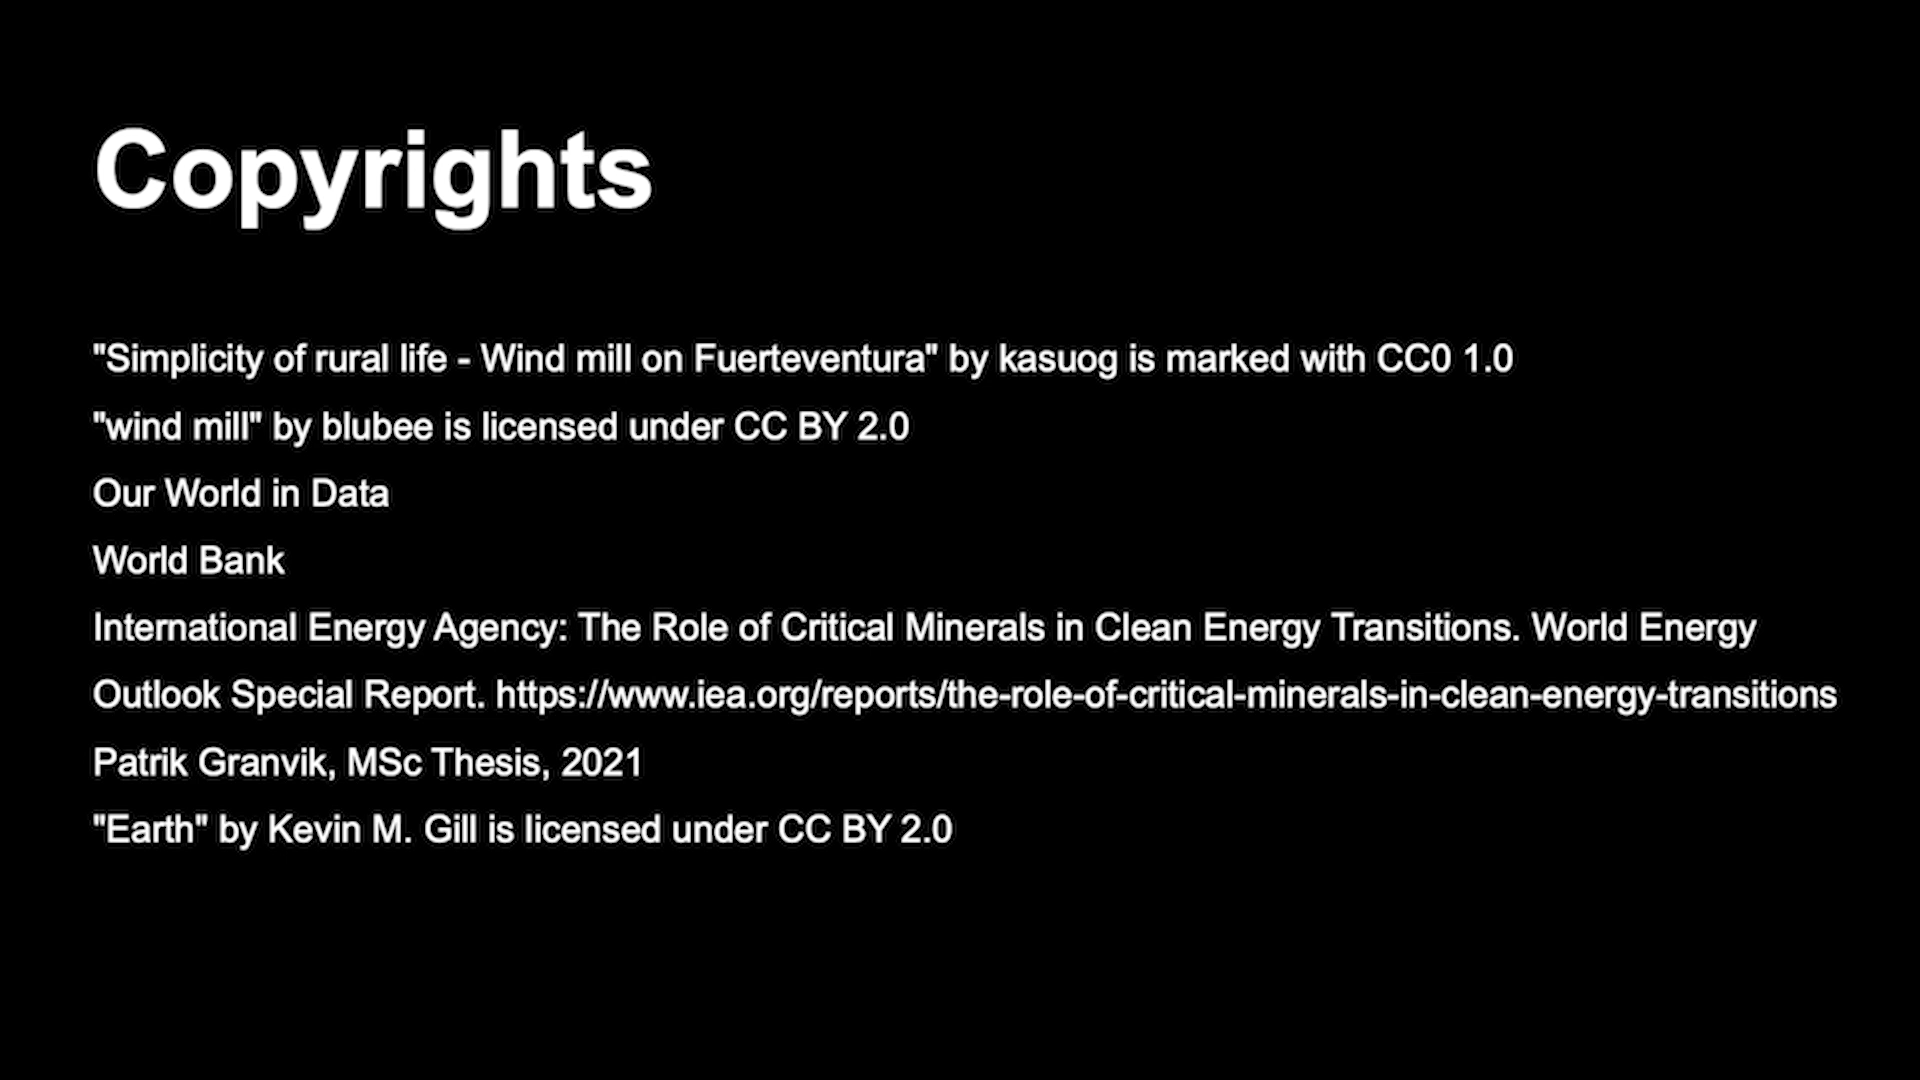 Copyrights
"Simplicity of rural life - Wind mill on Fuerteventura" by kasuog is marked with CC0 1.0
"wind mill" by blubee is licensed under CC BY 2.0
Our World in Data
World Bank
International Energy Agency: The Role of Critical Minerals in Clean Energy Transitions. World Energy
Outlook Special Report. https://www.iea.org/reports/the-role-of-critical-minerals-in-clean-energy-transitions
Patrik Granvik, MSc Thesis, 2021
"Earth" by Kevin M. Gill is licensed under CC BY 2.0